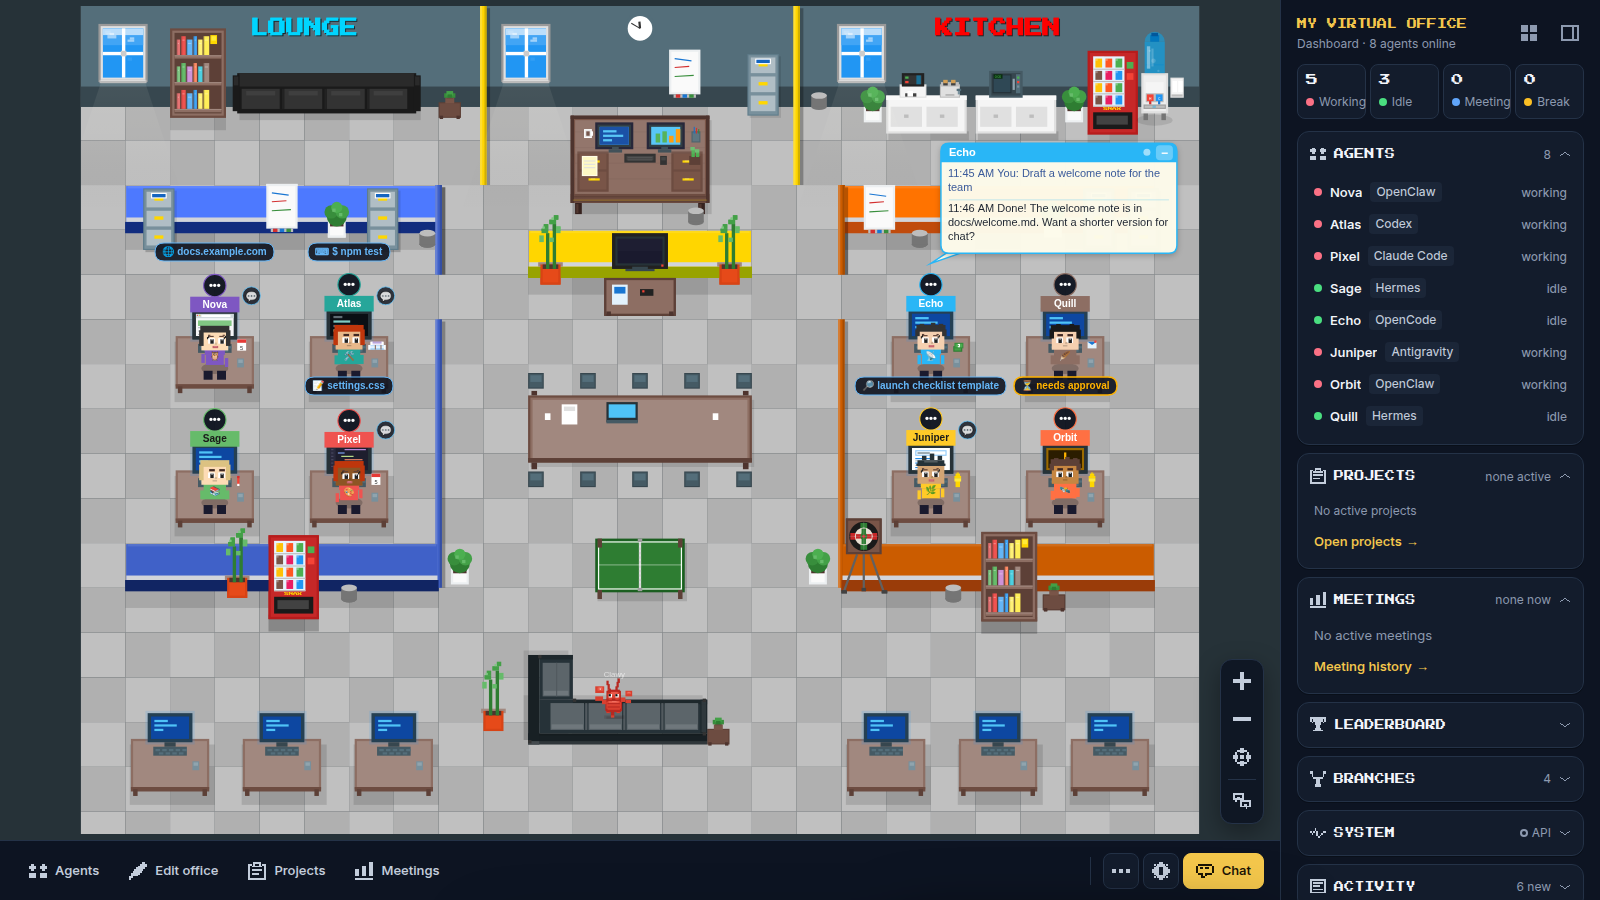 LOUNGE
KITCHEN
Echo
11:45 AM You: Draft a welcome note for the
team
11:46 AM Done! The welcome note is in
docs/welcome.md. Want a shorter version for
chat?
docs.example.com
$ npm test
Nova
Atlas
Echo
Quill
settings.css
launch checklist template
needs approval
Sage
Pixel
Juniper
Orbit
Clawy
Agents
Edit office
Projects
Meetings
Chat
MY VIRTUAL OFFICE
Dashboard · 8 agents online
5
Working
3
Idle
0
Meeting
0
Break
AGENTS 8
Nova OpenClaw working
Atlas Codex working
Pixel Claude Code working
Sage Hermes idle
Echo OpenCode idle
Juniper Antigravity working
Orbit OpenClaw working
Quill Hermes idle
PROJECTS none active
No active projects
Open projects →
MEETINGS none now
No active meetings
Meeting history →
LEADERBOARD
BRANCHES 4
SYSTEM API
ACTIVITY 6 new